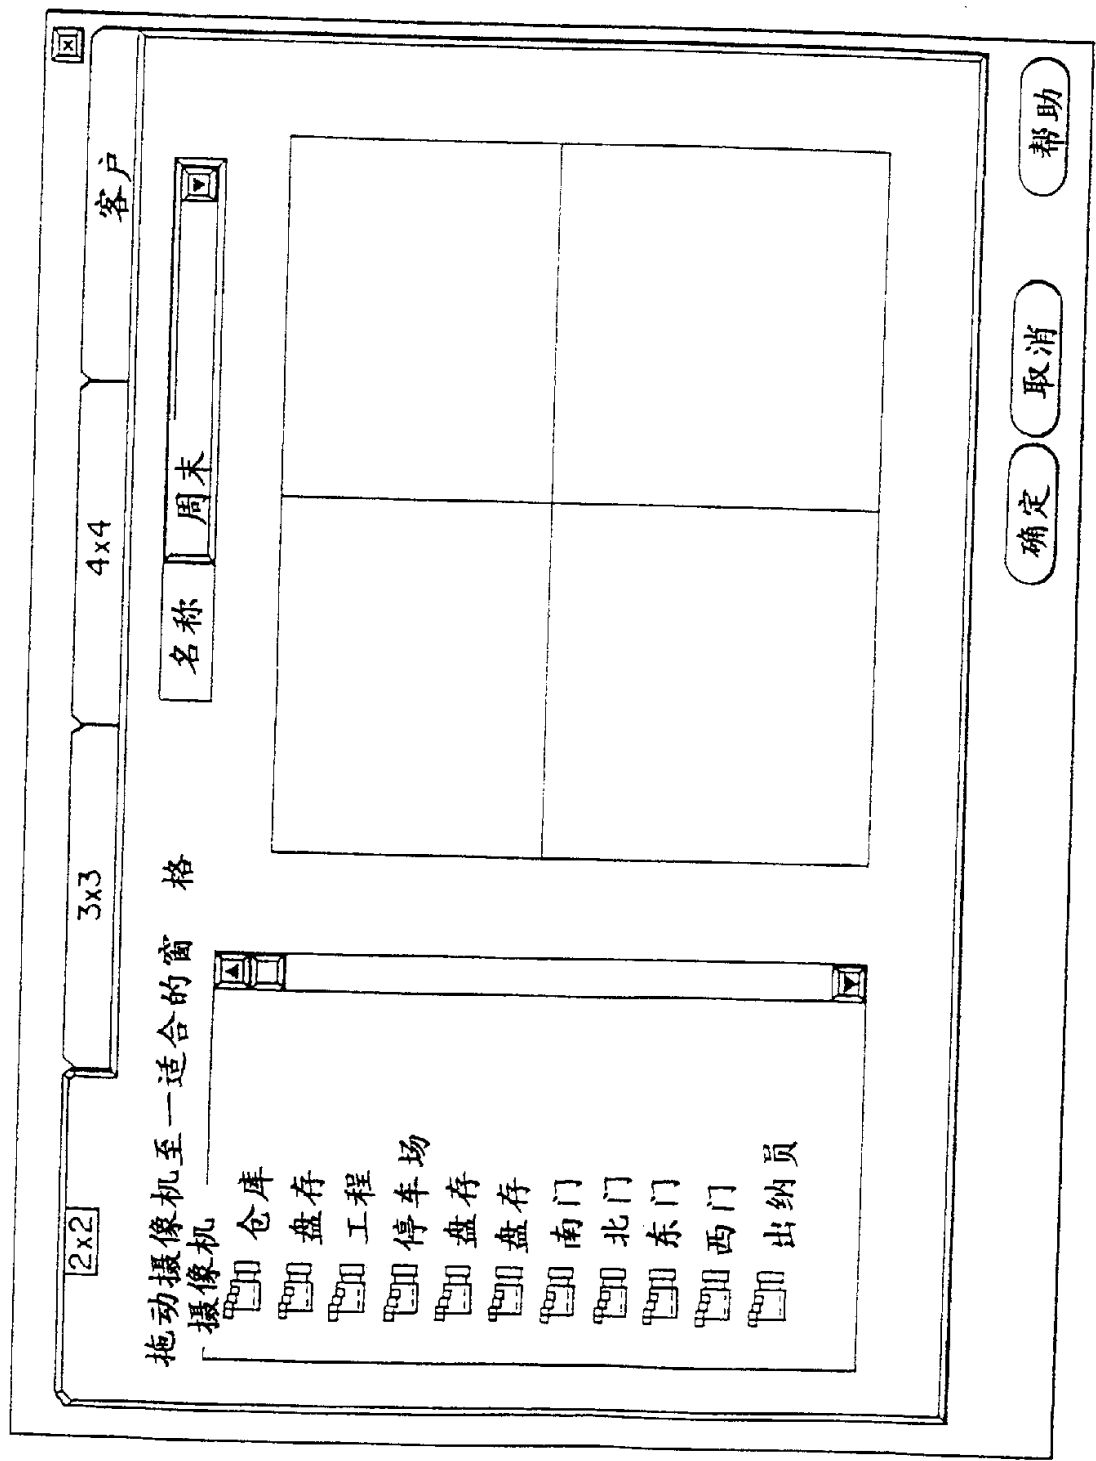 2x2
3x3
4x4
客户
拖动摄像机至一适合的窗 格
名称
周末
摄像机
仓库
盘存
工程
停车场
盘存
盘存
南门
北门
东门
西门
出纳员
确定
取消
帮助